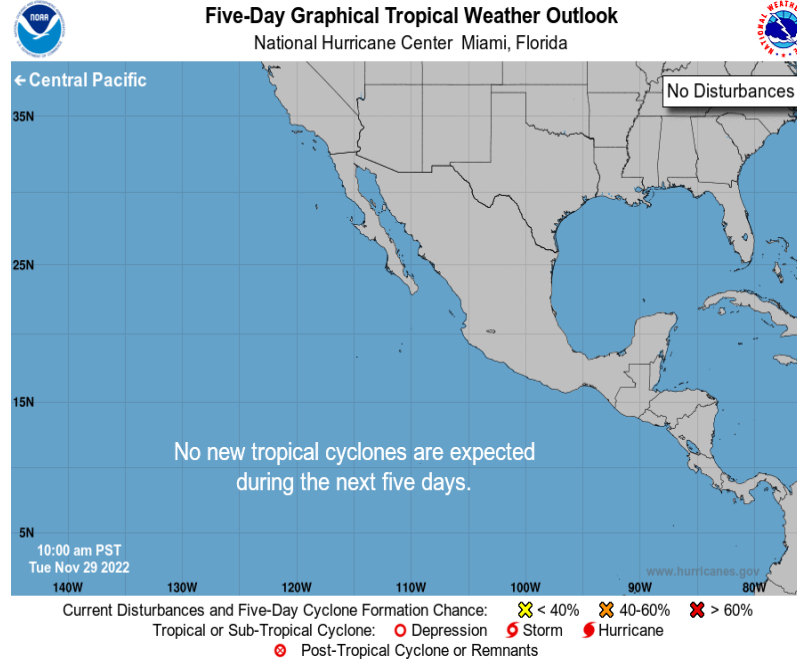 Five-Day Graphical Tropical Weather Outlook
National Hurricane Center Miami, Florida
NOAA
← Central Pacific
No Disturbances
35N
25N
15N
No new tropical cyclones are expected
during the next five days.
5N
10:00 am PST
Tue Nov 29 2022
www.hurricanes.gov
140W 130W 120W 110W 100W 90W 80W
Current Disturbances and Five-Day Cyclone Formation Chance: < 40% 40-60% > 60%
Tropical or Sub-Tropical Cyclone: Depression Storm Hurricane
Post-Tropical Cyclone or Remnants